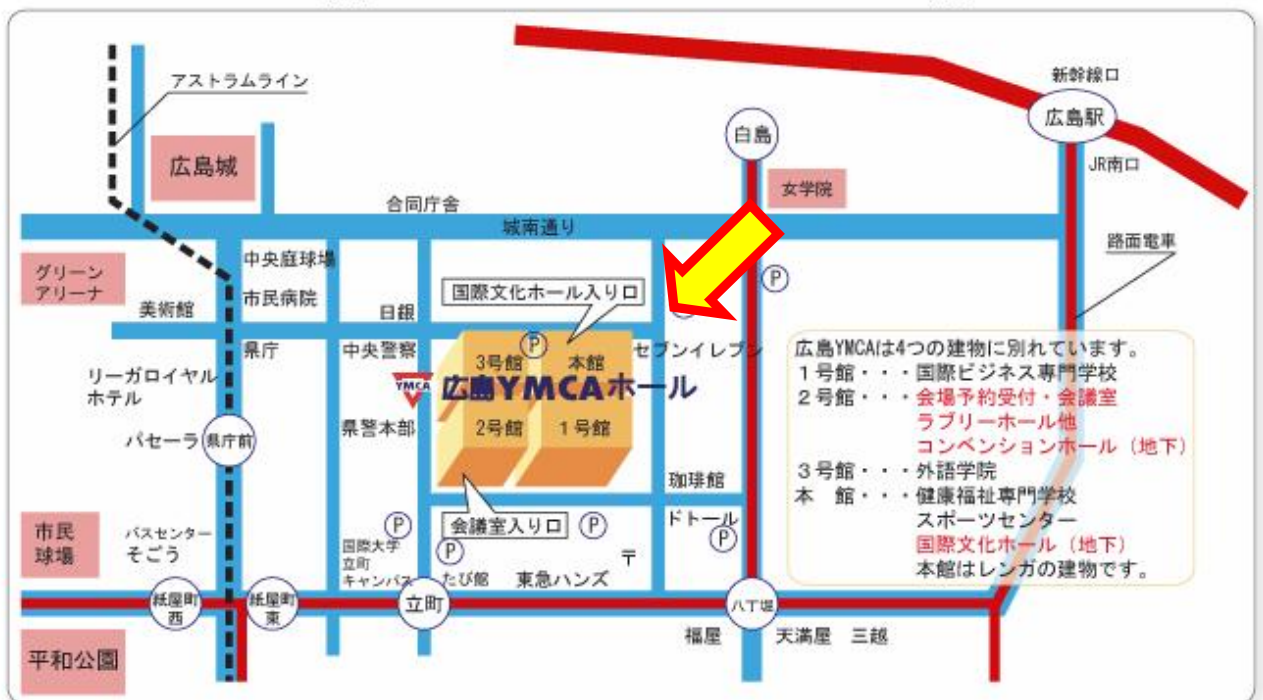 新幹線口
広島駅
アストラムライン
白島
JR南口
広島城
女学院
合同庁舎
城南通り
路面電車
中央庭球場
グリーン
アリーナ
国際文化ホール入り口
P
市民病院
美術館
日銀
P
県庁
中央警察
3号館
本館
セブンイレブン
リーガロイヤル
ホテル
YMCA
広島YMCAホール
県警本部
2号館
1号館
パセーラ
県庁前
広島YMCAは4つの建物に別れています。
1号館・・・国際ビジネス専門学校
2号館・・・会場予約受付・会議室
ラブリーホール他
コンベンションホール(地下)
3号館・・・外語学院
本 館・・・健康福祉専門学校
スポーツセンター
国際文化ホール(地下)
本館はレンガの建物です。
珈琲館
ドトール
P
市民
球場
バスセンター
そごう
P
会議室入り口
P
P
国際大学
立町
キャンパス
たび館
東急ハンズ
〒
紙屋町
西
紙屋町
東
立町
八丁堀
福屋
天満屋
三越
平和公園